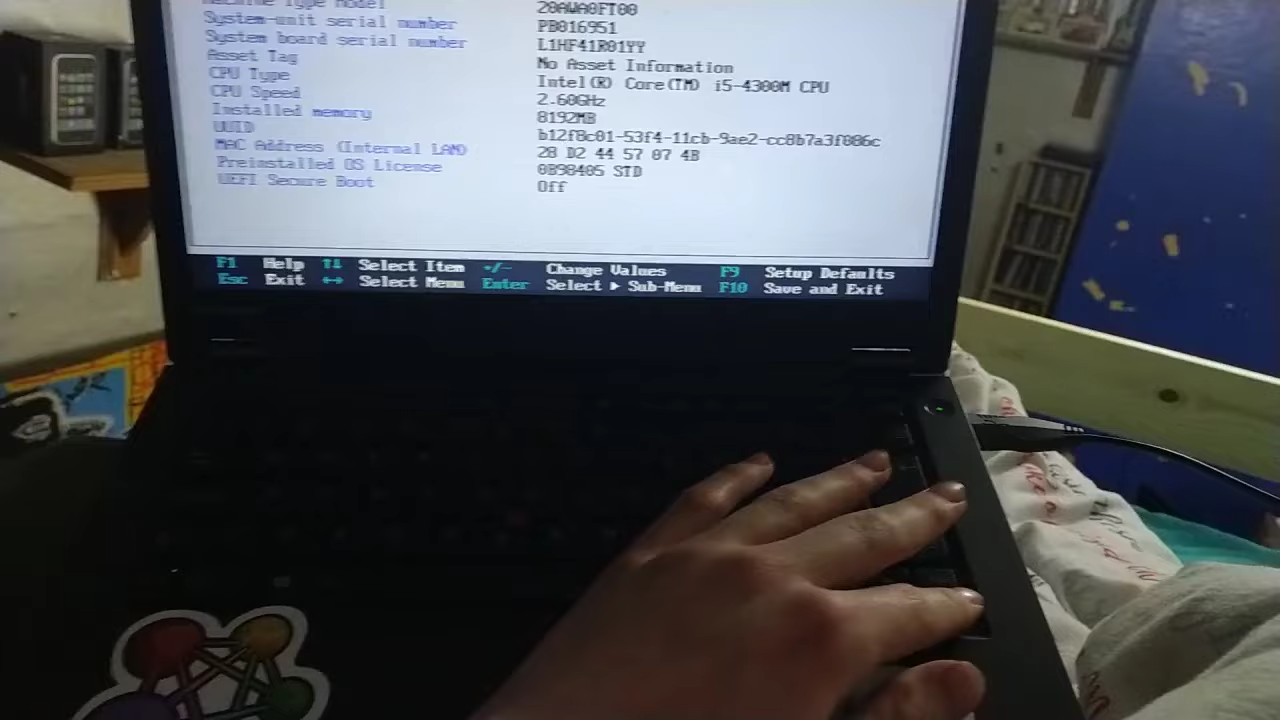 Machine Type Model 20AWA0FT00
System-unit serial number PB016951
System board serial number L1HF41R01YY
Asset Tag No Asset Information
CPU Type Intel(R) Core(TM) i5-4300M CPU
CPU Speed 2.60GHz
Installed memory 8192MB
UUID b12f8c01-53f4-11cb-9ae2-cc8b7a3f086c
MAC Address (Internal LAN) 28 D2 44 57 07 4B
Preinstalled OS License 0B98405 STD
UEFI Secure Boot Off
F1 Help ↑↓ Select Item +/- Change Values F9 Setup Defaults
Esc Exit ↔ Select Menu Enter Select ▶ Sub-Menu F10 Save and Exit